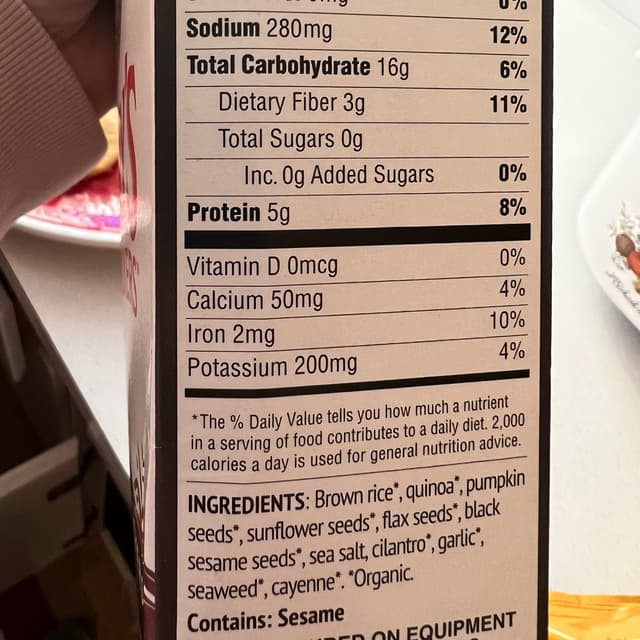 0%
Sodium 280mg 12%
Total Carbohydrate 16g 6%
Dietary Fiber 3g 11%
Total Sugars 0g
Inc. 0g Added Sugars 0%
Protein 5g 8%
Vitamin D 0mcg 0%
Calcium 50mg 4%
Iron 2mg 10%
Potassium 200mg 4%
*The % Daily Value tells you how much a nutrient
in a serving of food contributes to a daily diet. 2,000
calories a day is used for general nutrition advice.
INGREDIENTS: Brown rice*, quinoa*, pumpkin
seeds*, sunflower seeds*, flax seeds*, black
sesame seeds*, sea salt, cilantro*, garlic*,
seaweed*, cayenne*. *Organic.
Contains: Sesame
ON EQUIPMENT